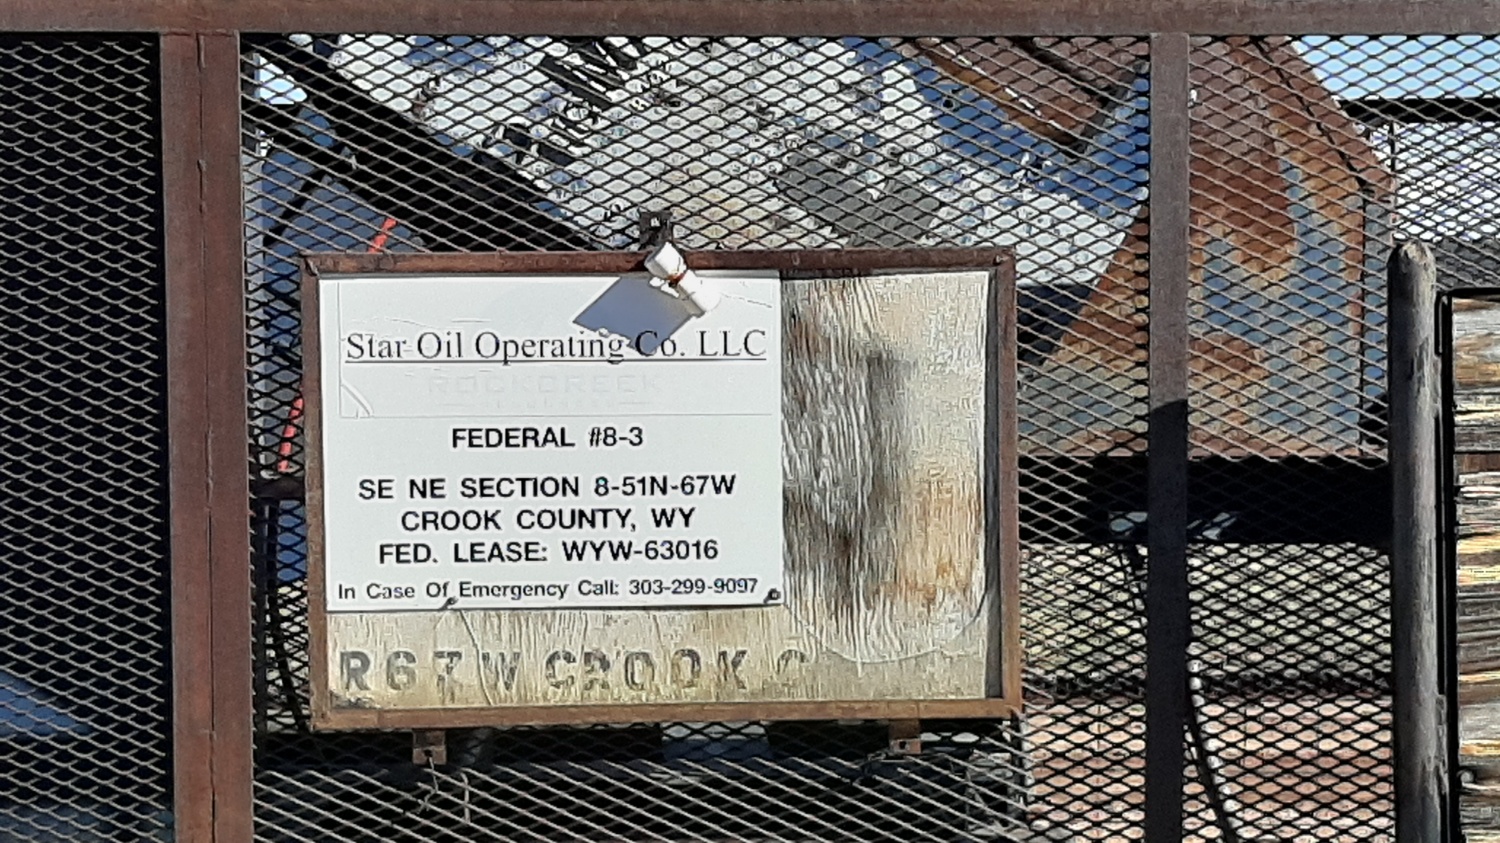 Star Oil Operating Co. LLC
ROCKCREEK
FEDERAL #8-3
SE NE SECTION 8-51N-67W
CROOK COUNTY, WY
FED. LEASE: WYW-63016
In Case Of Emergency Call: 303-299-9097
R67W CROOK C